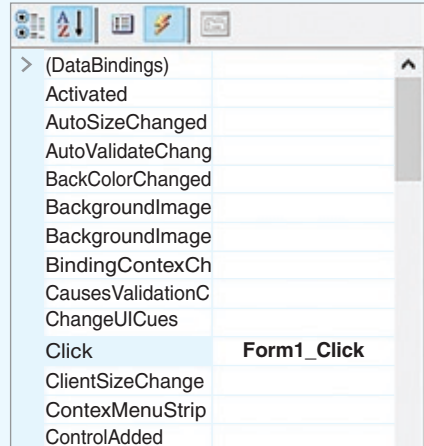 A
Z
(DataBindings)
Activated
AutoSizeChanged
AutoValidateChang
BackColorChanged
BackgroundImage
BackgroundImage
BindingContexCh
CausesValidationC
ChangeUICues
Click Form1_Click
ClientSizeChange
ContexMenuStrip
ControlAdded